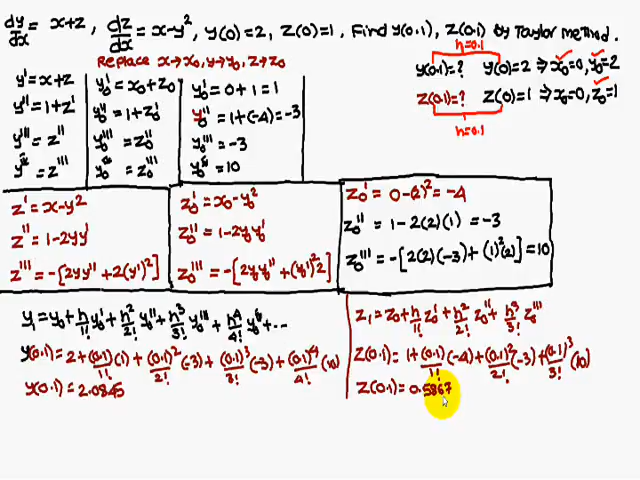 dy/dx = x+z, dz/dx = x-y², y(0)=2, z(0)=1, Find y(0.1), z(0.1) by Taylor method.
Replace x→x₀, y→y₀, z→z₀
h=0.1
y(0.1)=? y(0)=2 ⇒ x₀=0, y₀=2
z(0.1)=? z(0)=1 ⇒ x₀=0, z₀=1
h=0.1
y' = x+z
y'' = 1+z'
y''' = z''
yⁱᵛ = z'''
y₀' = x₀+z₀
y₀'' = 1+z₀'
y₀''' = z₀''
y₀ⁱᵛ = z₀'''
y₀' = 0+1=1
y₀'' = 1+(-4)=-3
y₀''' = -3
y₀ⁱᵛ = 10
z' = x-y²
z'' = 1-2yy'
z''' = -[2yy''+2(y')²]
z₀' = x₀-y₀²
z₀'' = 1-2y₀y₀'
z₀''' = -[2y₀y₀''+(y₀')²2]
z₀' = 0-(2)² = -4
z₀'' = 1-2(2)(1) = -3
z₀''' = -[2(2)(-3)+(1)²(2)] = 10
y₁ = y₀+h/1! y₀'+h²/2! y₀''+h³/3! y₀'''+h⁴/4! y₀ⁱᵛ+...
y(0.1) = 2+(0.1)/1! (1)+(0.1)²/2! (-3)+(0.1)³/3! (-3)+(0.1)⁴/4! (10)
y(0.1) = 2.0845
z₁ = z₀+h/1! z₀'+h²/2! z₀''+h³/3! z₀'''
z(0.1) = 1+(0.1)/1! (-4)+(0.1)²/2! (-3)+(0.1)³/3! (10)
z(0.1) = 0.5867